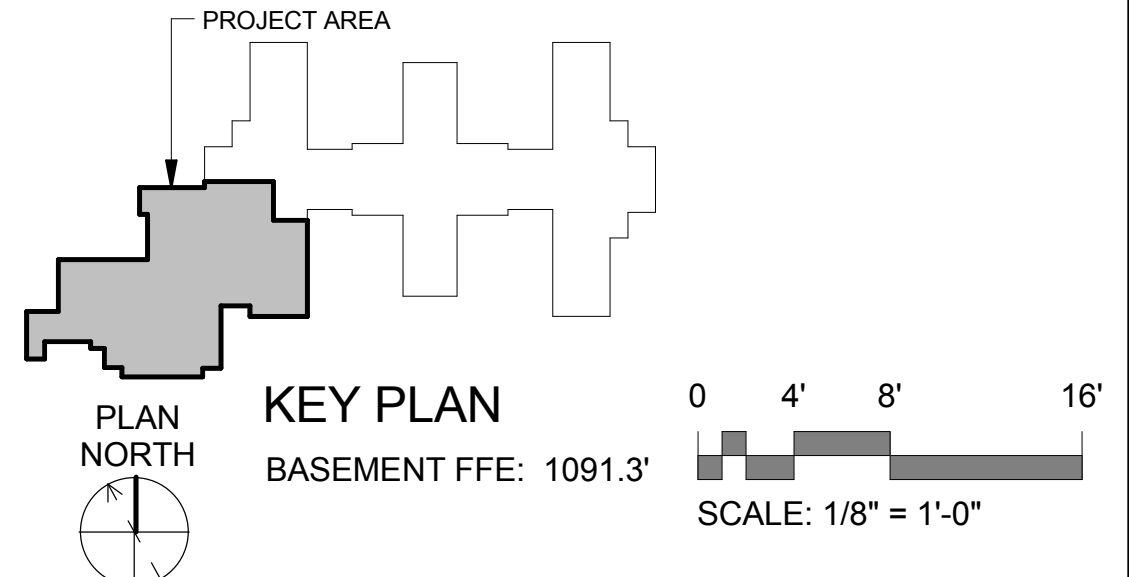 PROJECT AREA
KEY PLAN
BASEMENT FFE: 1091.3'
PLAN
NORTH
0 4' 8' 16'
SCALE: 1/8" = 1'-0"